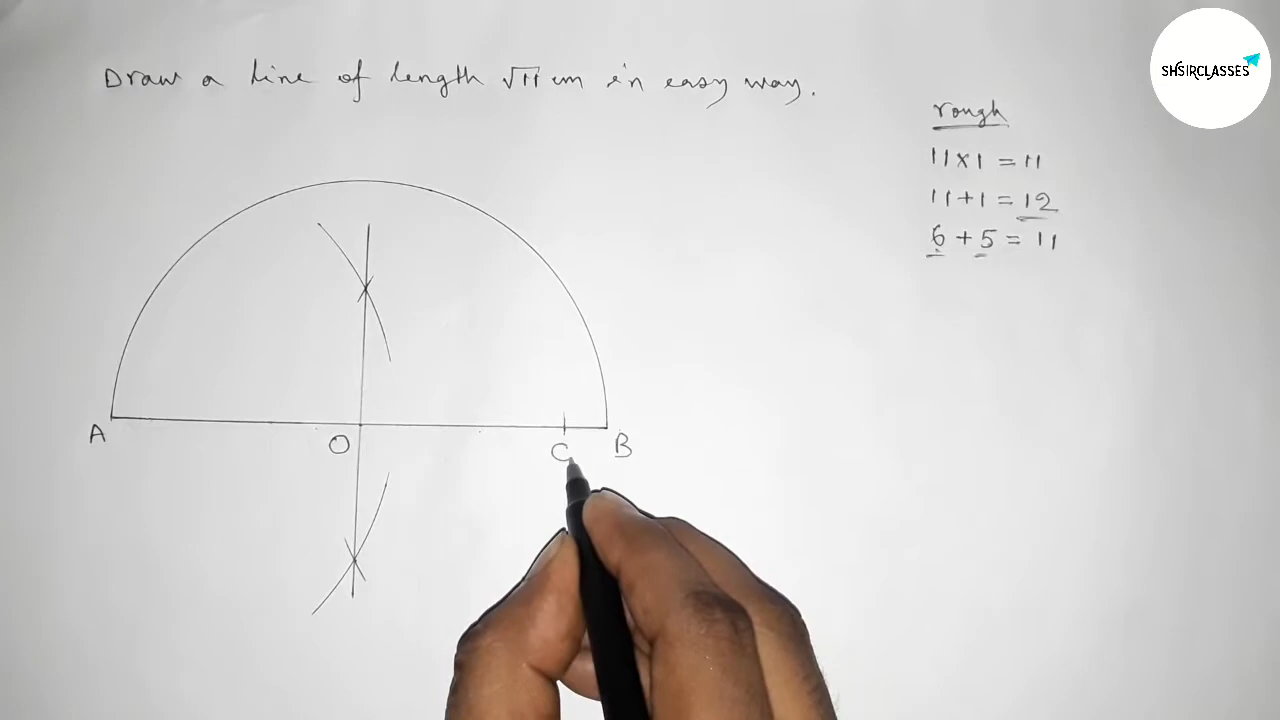 Draw a line of length √11 cm in easy way.
SHSIRCLASSES
rough
11×1 = 11
11+1 = 12
6+5 = 11
A
O
C
B